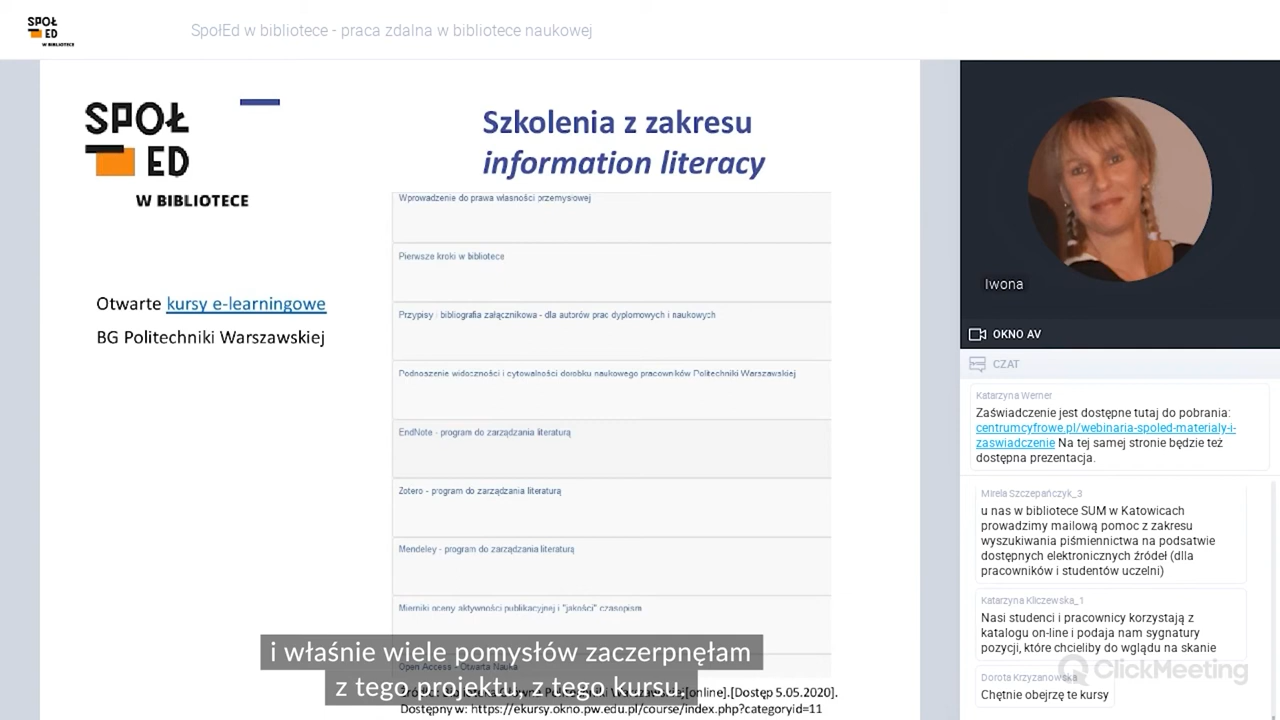 SPOŁ
ED
W BIBLIOTECE
SpołEd w bibliotece - praca zdalna w bibliotece naukowej
SPOŁ
ED
W BIBLIOTECE
Szkolenia z zakresu
information literacy
Otwarte kursy e-learningowe
BG Politechniki Warszawskiej
Wprowadzenie do prawa własności przemysłowej
Pierwsze kroki w bibliotece
Przypisy i bibliografia załącznikowa - dla autorów prac dyplomowych i naukowych
Podnoszenie widoczności i cytowalności dorobku naukowego pracowników Politechniki Warszawskiej
EndNote - program do zarządzania literaturą
Zotero - program do zarządzania literaturą
Mendeley - program do zarządzania literaturą
Mierniki oceny aktywności publikacyjnej i "jakości" czasopism
Open Access - Otwarta Nauka
i właśnie wiele pomysłów zaczerpnęłam
z tego projektu, z tego kursu.
[online].[Dostęp 5.05.2020].
Dostępny w: https://ekursy.okno.pw.edu.pl/course/index.php?categoryid=11
Iwona
OKNO AV
CZAT
Katarzyna Werner
Zaświadczenie jest dostępne tutaj do pobrania:
centrumcyfrowe.pl/webinaria-spoled-materialy-i-
zaswiadczenie Na tej samej stronie będzie też
dostępna prezentacja.
Mirela Szczepańczyk_3
u nas w bibliotece SUM w Katowicach
prowadzimy mailową pomoc z zakresu
wyszukiwania piśmiennictwa na podsatwie
dostępnych elektronicznych źródeł (dlla
pracowników i studentów uczelni)
Katarzyna Kliczewska_1
Nasi studenci i pracownicy korzystają z
katalogu on-line i podaja nam sygnatury
pozycji, które chcieliby do wglądu na skanie
Dorota Krzyzanowska
Chętnie obejrzę te kursy
ClickMeeting